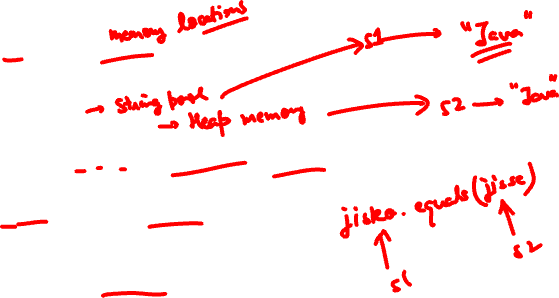 memory locations
→ String pool → s1 → "Java"
→ Heap memory → s2 → "Java"
jisko.equals(jisse)
s1 s2